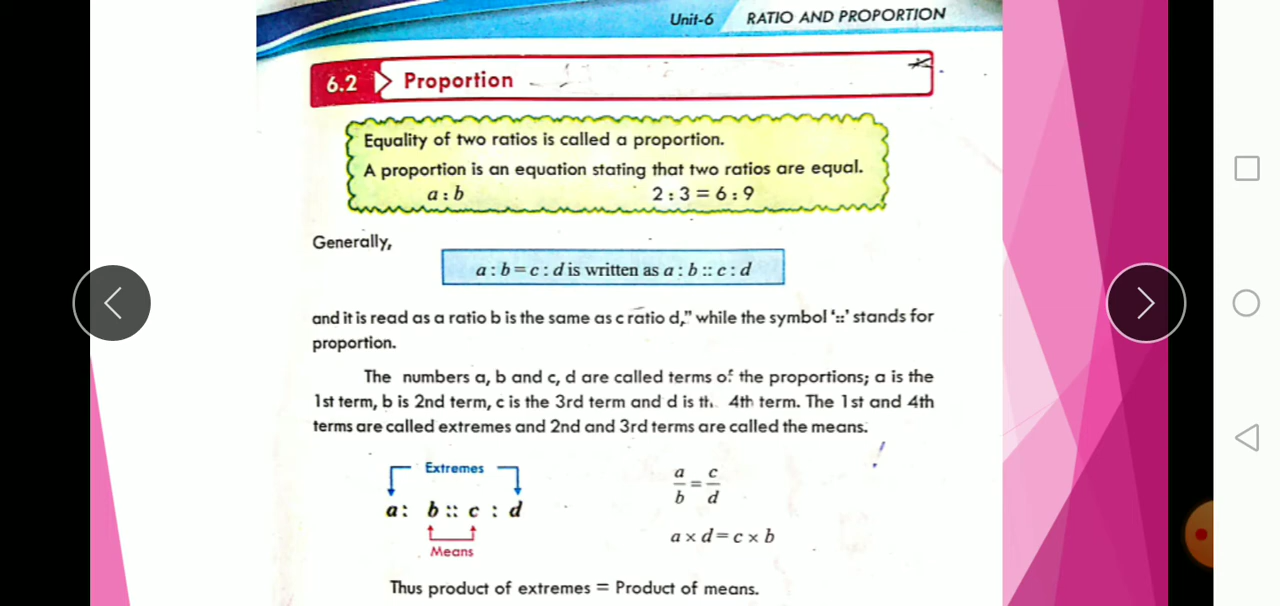 Unit-6 RATIO AND PROPORTION
6.2 Proportion
Equality of two ratios is called a proportion.
A proportion is an equation stating that two ratios are equal.
a : b 2 : 3 = 6 : 9
Generally,
a : b = c : d is written as a : b :: c : d
and it is read as a ratio b is the same as c ratio d,” while the symbol ‘::’ stands for
proportion.
The numbers a, b and c, d are called terms of the proportions; a is the
1st term, b is 2nd term, c is the 3rd term and d is 4th term. The 1st and 4th
terms are called extremes and 2nd and 3rd terms are called the means.
Extremes
a : b :: c : d
Means
a/b = c/d
a x d = c x b
Thus product of extremes = Product of means.